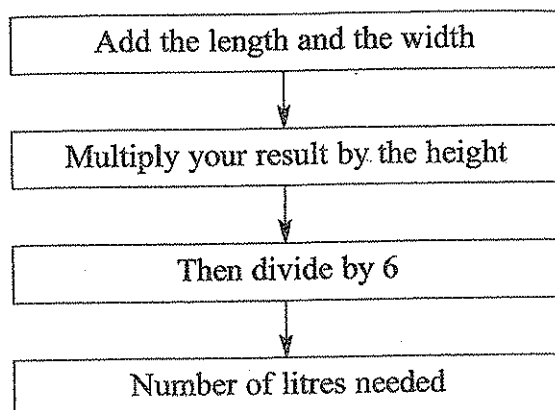 Add the length and the width
Multiply your result by the height
Then divide by 6
Number of litres needed